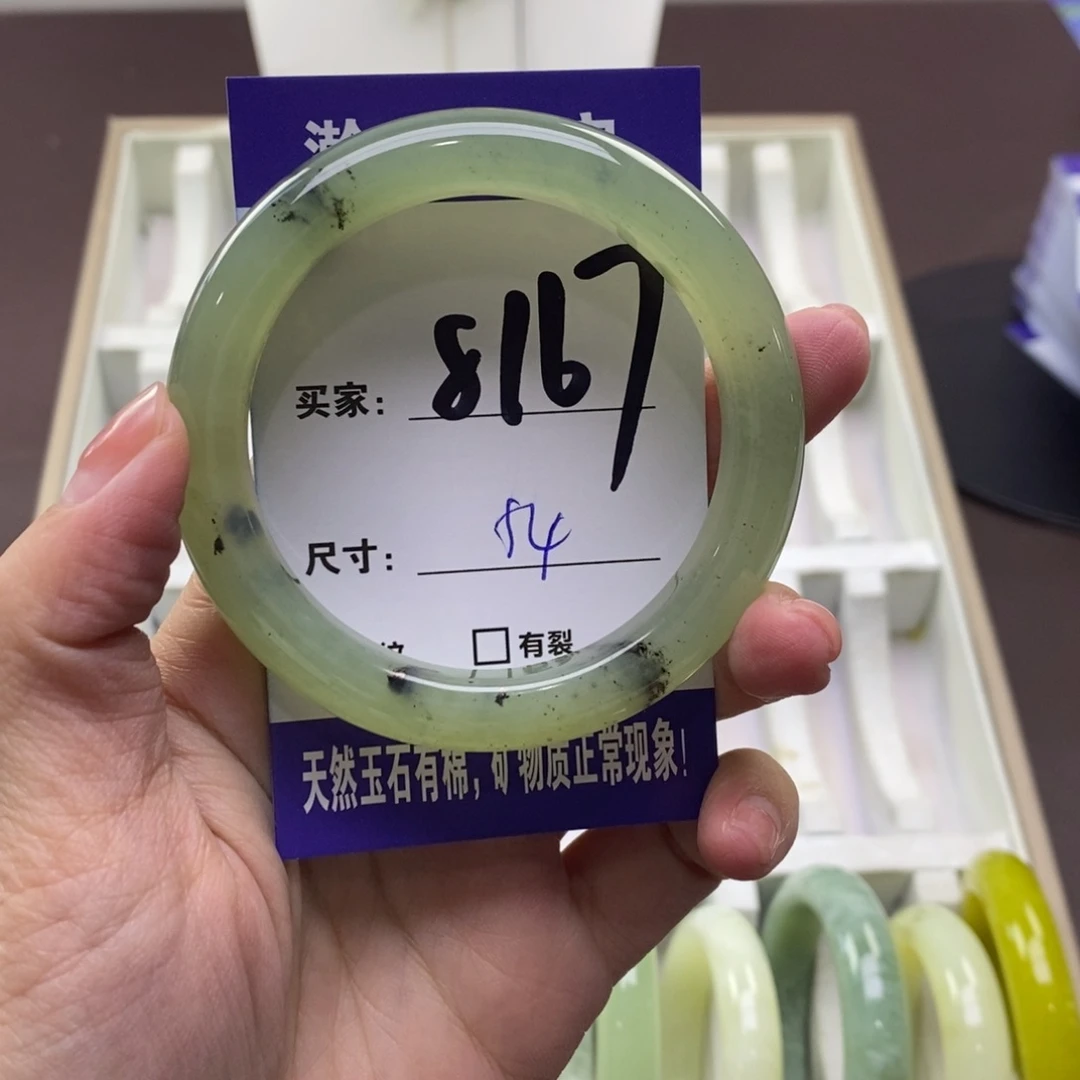 买家: 8167
尺寸: 54
有裂
天然玉石有棉, 矿物质正常现象!